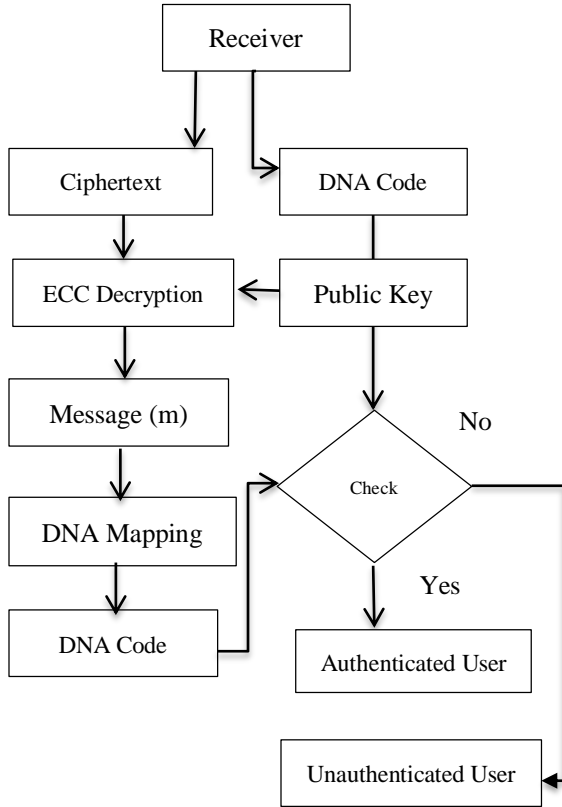 Receiver
Ciphertext
DNA Code
ECC Decryption
Public Key
Message (m)
No
Check
DNA Mapping
Yes
DNA Code
Authenticated User
Unauthenticated User